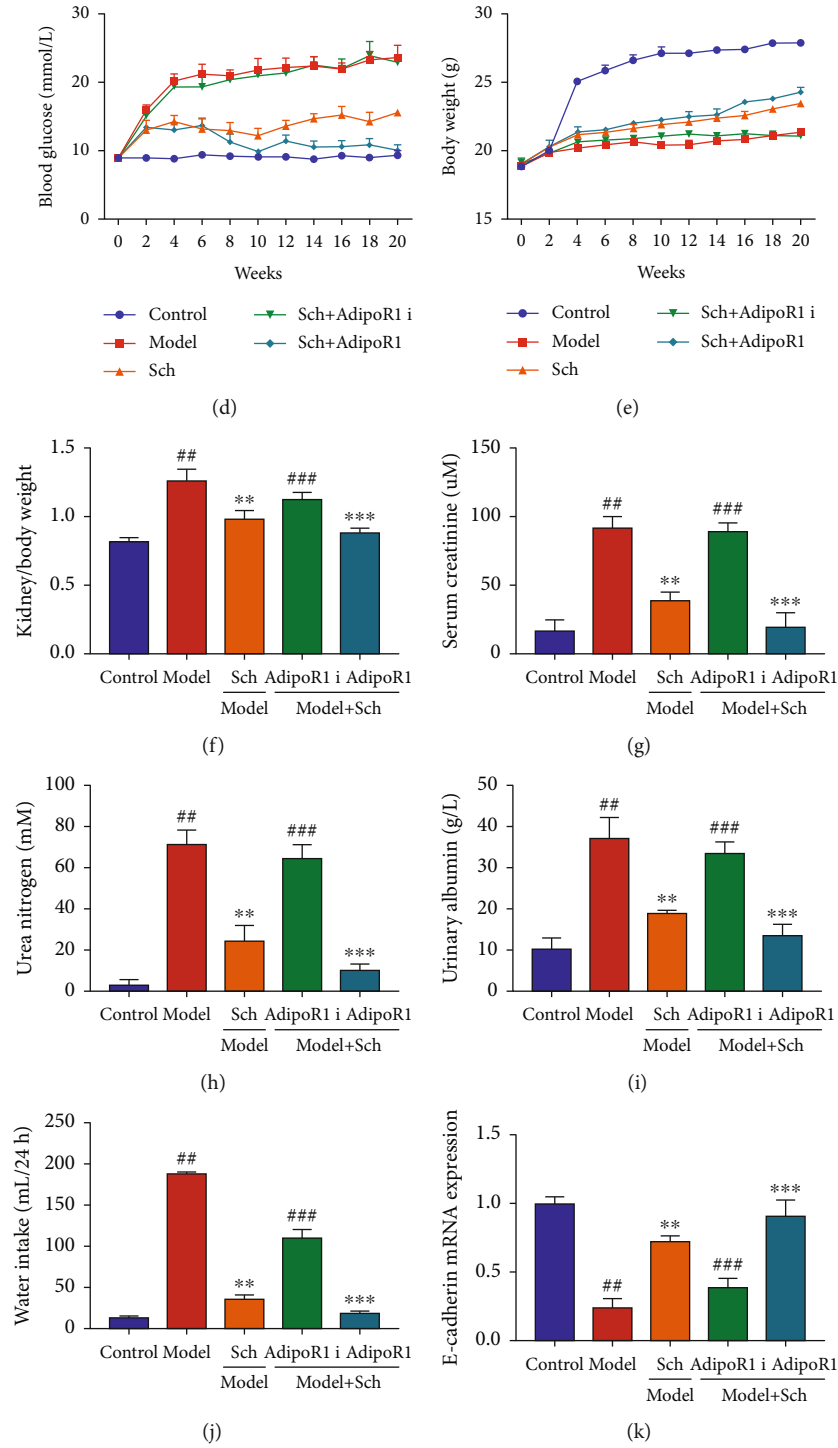 Blood glucose (mmol/L)
30
20
10
0
0 2 4 6 8 10 12 14 16 18 20
Weeks
Control
Model
Sch
Sch+AdipoR1 i
Sch+AdipoR1
(d)
Body weight (g)
30
25
20
15
0 2 4 6 8 10 12 14 16 18 20
Weeks
Control
Model
Sch
Sch+AdipoR1 i
Sch+AdipoR1
(e)
Kidney/body weight
1.5
1.0
0.5
0.0
##
**
###
***
Control Model Sch AdipoR1 i AdipoR1
Model Model+Sch
(f)
Serum creatinine (uM)
150
100
50
0
##
**
###
***
Control Model Sch AdipoR1 i AdipoR1
Model Model+Sch
(g)
Urea nitrogen (mM)
100
80
60
40
20
0
##
**
###
***
Control Model Sch AdipoR1 i AdipoR1
Model Model+Sch
(h)
Urinary albumin (g/L)
50
40
30
20
10
0
##
**
###
***
Control Model Sch AdipoR1 i AdipoR1
Model Model+Sch
(i)
Water intake (mL/24 h)
250
200
150
100
50
0
##
**
###
***
Control Model Sch AdipoR1 i AdipoR1
Model Model+Sch
(j)
E-cadherin mRNA expression
1.5
1.0
0.5
0.0
##
**
###
***
Control Model Sch AdipoR1 i AdipoR1
Model Model+Sch
(k)